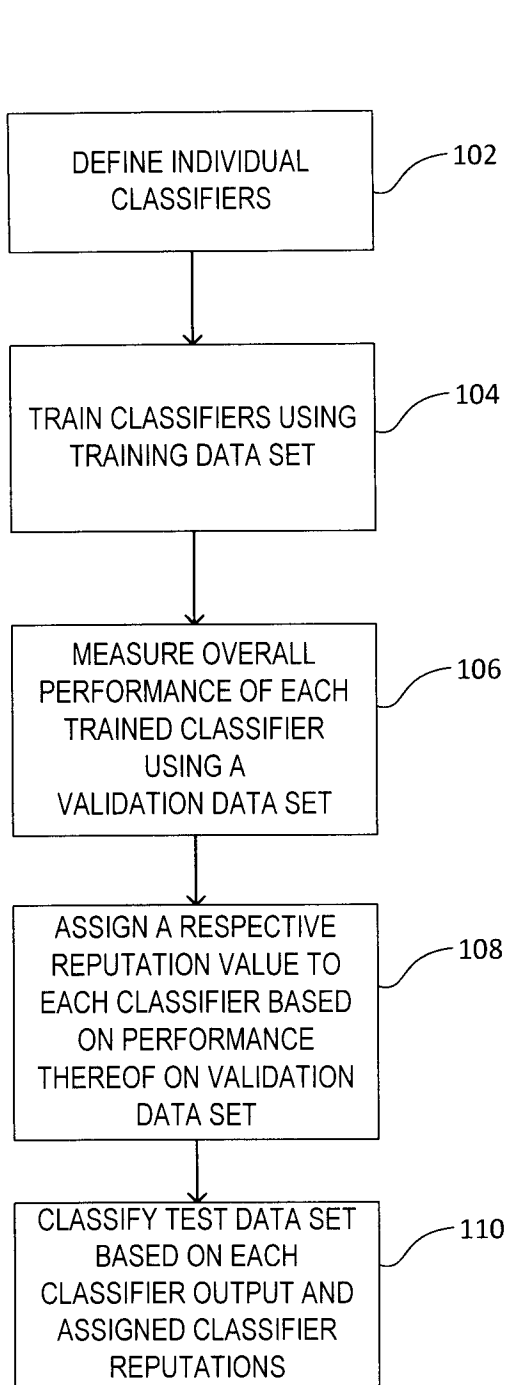 DEFINE INDIVIDUAL
CLASSIFIERS
102
TRAIN CLASSIFIERS USING
TRAINING DATA SET
104
MEASURE OVERALL
PERFORMANCE OF EACH
TRAINED CLASSIFIER
USING A
VALIDATION DATA SET
106
ASSIGN A RESPECTIVE
REPUTATION VALUE TO
EACH CLASSIFIER BASED
ON PERFORMANCE
THEREOF ON VALIDATION
DATA SET
108
CLASSIFY TEST DATA SET
BASED ON EACH
CLASSIFIER OUTPUT AND
ASSIGNED CLASSIFIER
REPUTATIONS
110